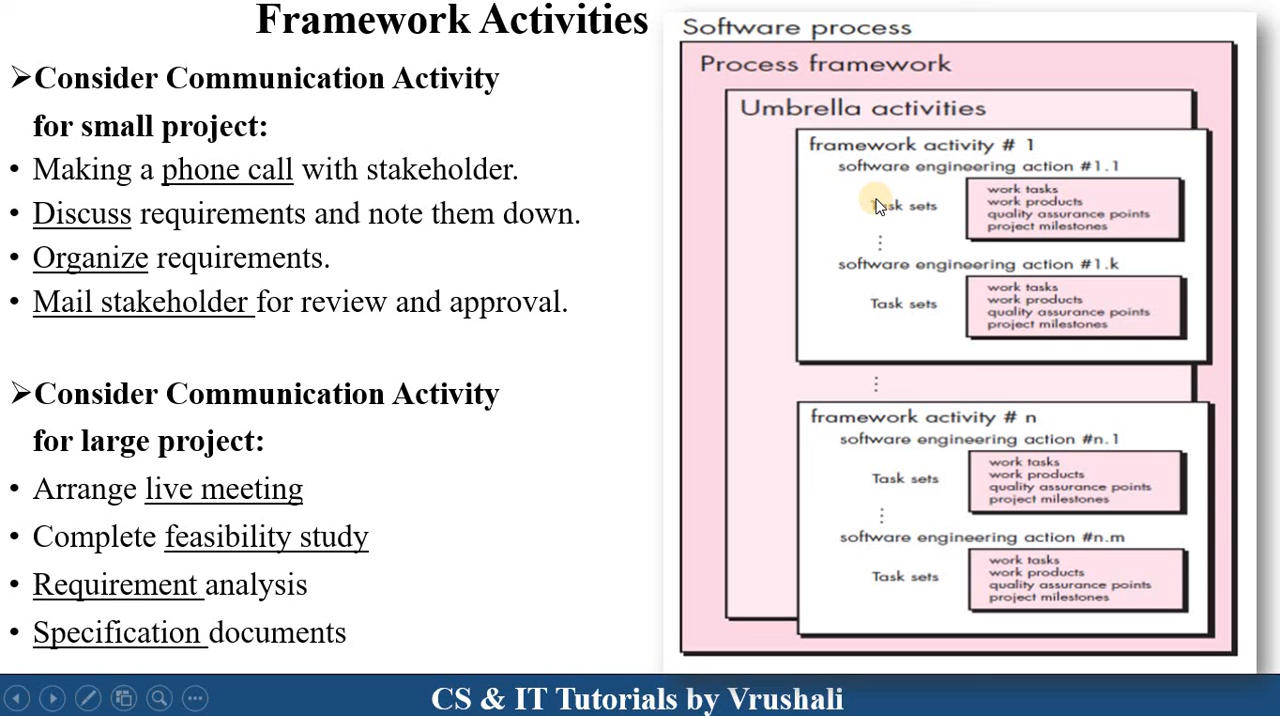 Framework Activities
➢Consider Communication Activity
for small project:
• Making a phone call with stakeholder.
• Discuss requirements and note them down.
• Organize requirements.
• Mail stakeholder for review and approval.
➢Consider Communication Activity
for large project:
• Arrange live meeting
• Complete feasibility study
• Requirement analysis
• Specification documents
Software process
Process framework
Umbrella activities
framework activity # 1
software engineering action #1.1
Task sets
work tasks
work products
quality assurance points
project milestones
software engineering action #1.k
Task sets
work tasks
work products
quality assurance points
project milestones
framework activity # n
software engineering action #n.1
Task sets
work tasks
work products
quality assurance points
project milestones
software engineering action #n.m
Task sets
work tasks
work products
quality assurance points
project milestones
CS & IT Tutorials by Vrushali